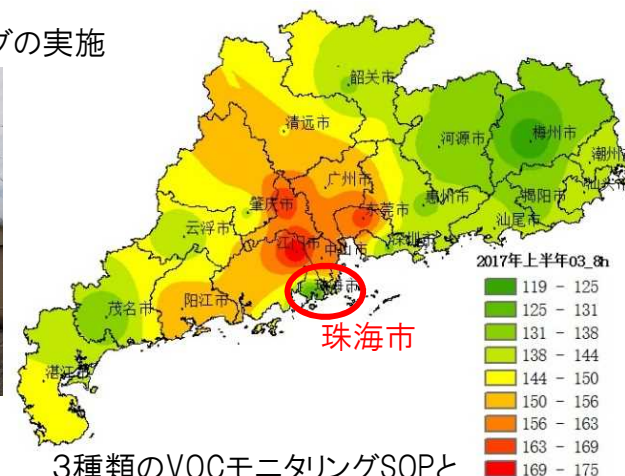 グの実施
韶关市
清远市
河源市
梅州市
潮州
广州市
肇庆市
东莞市
惠州市
揭阳市
汕头市
汕尾市
云浮市
江门市
中山市
深圳市
珠海市
茂名市
阳江市
湛江市
珠海市
2017年上半年O3_8h
119 - 125
125 - 131
131 - 138
138 - 144
144 - 150
150 - 156
156 - 163
163 - 169
169 - 173
3種類のVOCモニタリングSOPと